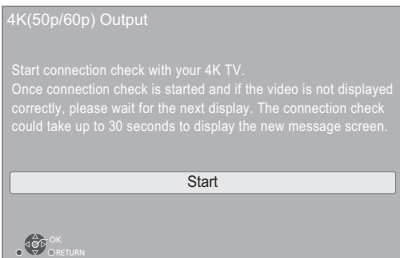 4K(50p/60p) Output
Start connection check with your 4K TV.
Once connection check is started and if the video is not displayed
correctly, please wait for the next display. The connection check
could take up to 30 seconds to display the new message screen.
Start
OK
RETURN